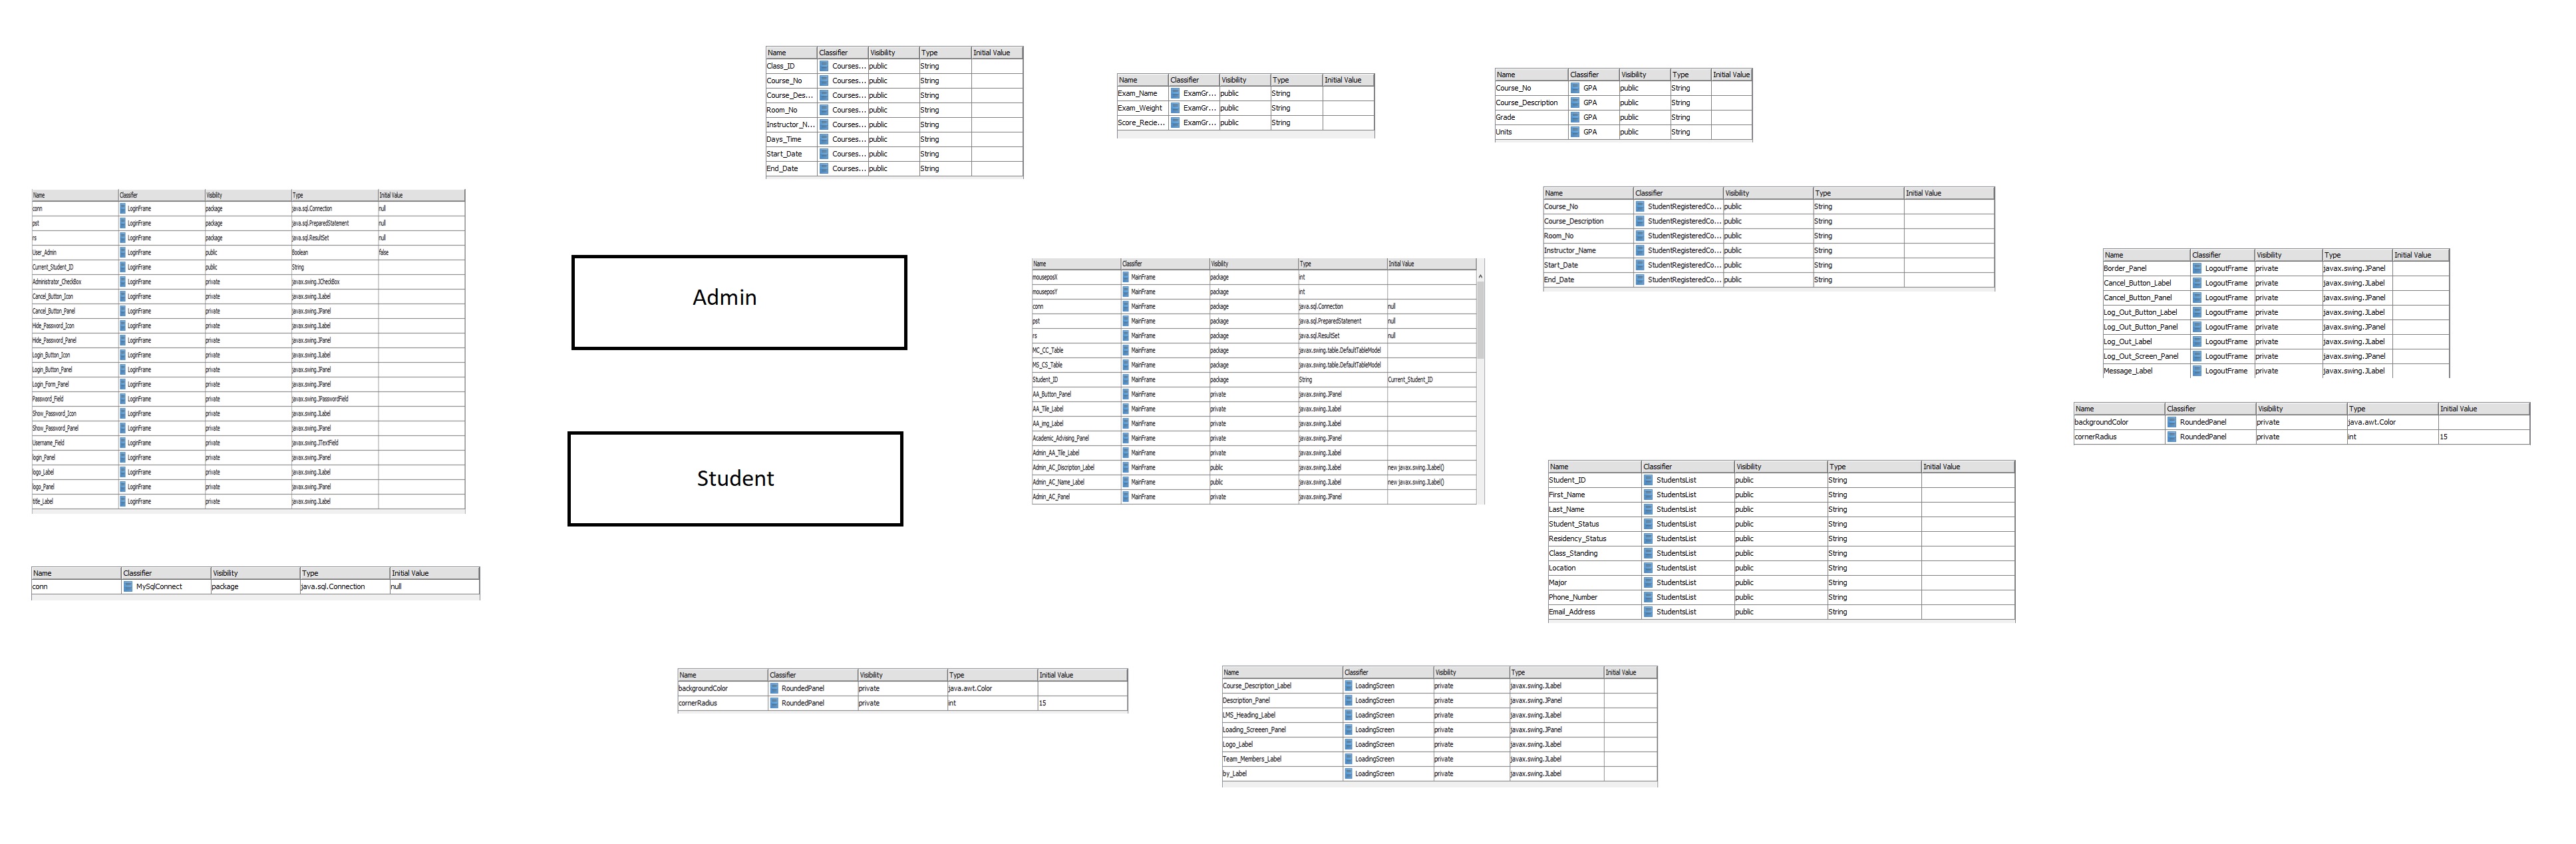 Name Classifier Visibility Type Initial Value
Class_ID Courses... public String
Course_No Courses... public String
Course_Des... Courses... public String
Room_No Courses... public String
Instructor_N... Courses... public String
Days_Time Courses... public String
Start_Date Courses... public String
End_Date Courses... public String
Name Classifier Visibility Type Initial Value
Exam_Name ExamGr... public String
Exam_Weight ExamGr... public String
Score_Recie... ExamGr... public String
Name Classifier Visibility Type Initial Value
Course_No GPA public String
Course_Description GPA public String
Grade GPA public String
Units GPA public String
Name Classifier Visibility Type Initial Value
conn LoginFrame package java.sql.Connection null
pst LoginFrame package java.sql.PreparedStatement null
rs LoginFrame package java.sql.ResultSet null
User_Admin LoginFrame public Boolean false
Current_Student_ID LoginFrame public String
Administrator_CheckBox LoginFrame private javax.swing.JCheckBox
Cancel_Button_Icon LoginFrame private javax.swing.JLabel
Cancel_Button_Panel LoginFrame private javax.swing.JPanel
Hide_Password_Icon LoginFrame private javax.swing.JLabel
Hide_Password_Panel LoginFrame private javax.swing.JPanel
Login_Button_Icon LoginFrame private javax.swing.JLabel
Login_Button_Panel LoginFrame private javax.swing.JPanel
Login_Form_Panel LoginFrame private javax.swing.JPanel
Password_Field LoginFrame private javax.swing.JPasswordField
Show_Password_Icon LoginFrame private javax.swing.JLabel
Show_Password_Panel LoginFrame private javax.swing.JPanel
Username_Field LoginFrame private javax.swing.JTextField
login_Panel LoginFrame private javax.swing.JPanel
logo_Label LoginFrame private javax.swing.JLabel
logo_Panel LoginFrame private javax.swing.JPanel
title_Label LoginFrame private javax.swing.JLabel
Admin
Student
Name Classifier Visibility Type Initial Value
mouseposX MainFrame package int
mouseposY MainFrame package int
conn MainFrame package java.sql.Connection null
pst MainFrame package java.sql.PreparedStatement null
rs MainFrame package java.sql.ResultSet null
MC_CC_Table MainFrame package javax.swing.table.DefaultTableModel
MS_CS_Table MainFrame package javax.swing.table.DefaultTableModel
Student_ID MainFrame package String Current_Student_ID
AA_Button_Panel MainFrame private javax.swing.JPanel
AA_Tile_Label MainFrame private javax.swing.JLabel
AA_img_Label MainFrame private javax.swing.JLabel
Academic_Advising_Panel MainFrame private javax.swing.JPanel
Admin_AA_Tile_Label MainFrame private javax.swing.JLabel
Admin_AC_Discription_Label MainFrame public javax.swing.JLabel new javax.swing.JLabel()
Admin_AC_Name_Label MainFrame public javax.swing.JLabel new javax.swing.JLabel()
Admin_AC_Panel MainFrame private javax.swing.JPanel
Name Classifier Visibility Type Initial Value
Course_No StudentRegisteredCo... public String
Course_Description StudentRegisteredCo... public String
Room_No StudentRegisteredCo... public String
Instructor_Name StudentRegisteredCo... public String
Start_Date StudentRegisteredCo... public String
End_Date StudentRegisteredCo... public String
Name Classifier Visibility Type Initial Value
Border_Panel LogoutFrame private javax.swing.JPanel
Cancel_Button_Label LogoutFrame private javax.swing.JLabel
Cancel_Button_Panel LogoutFrame private javax.swing.JPanel
Log_Out_Button_Label LogoutFrame private javax.swing.JLabel
Log_Out_Button_Panel LogoutFrame private javax.swing.JPanel
Log_Out_Label LogoutFrame private javax.swing.JLabel
Log_Out_Screen_Panel LogoutFrame private javax.swing.JPanel
Message_Label LogoutFrame private javax.swing.JLabel
Name Classifier Visibility Type Initial Value
backgroundColor RoundedPanel private java.awt.Color
cornerRadius RoundedPanel private int 15
Name Classifier Visibility Type Initial Value
Student_ID StudentsList public String
First_Name StudentsList public String
Last_Name StudentsList public String
Student_Status StudentsList public String
Residency_Status StudentsList public String
Class_Standing StudentsList public String
Location StudentsList public String
Major StudentsList public String
Phone_Number StudentsList public String
Email_Address StudentsList public String
Name Classifier Visibility Type Initial Value
conn MySqlConnect package java.sql.Connection null
Name Classifier Visibility Type Initial Value
backgroundColor RoundedPanel private java.awt.Color
cornerRadius RoundedPanel private int 15
Name Classifier Visibility Type Initial Value
Course_Description_Label LoadingScreen private javax.swing.JLabel
Description_Panel LoadingScreen private javax.swing.JPanel
LMS_Heading_Label LoadingScreen private javax.swing.JLabel
Loading_Screeen_Panel LoadingScreen private javax.swing.JPanel
Logo_Label LoadingScreen private javax.swing.JLabel
Team_Members_Label LoadingScreen private javax.swing.JLabel
by_Label LoadingScreen private javax.swing.JLabel